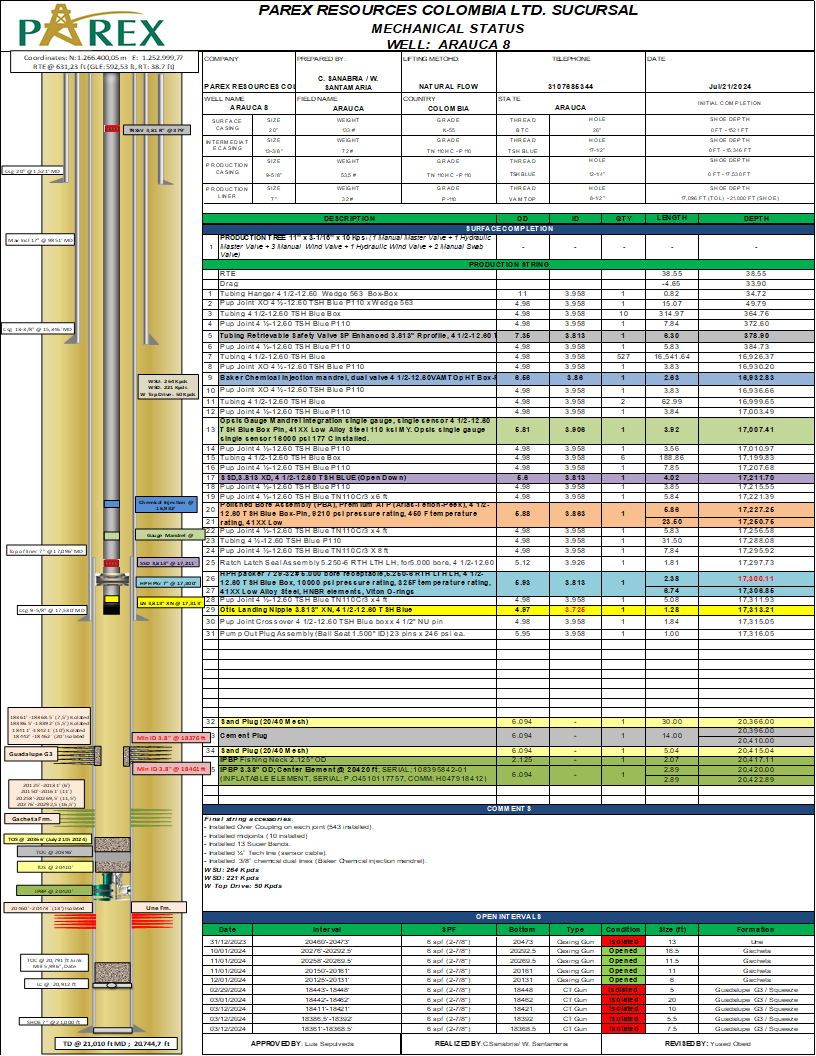 PAREX RESOURCES COLOMBIA LTD. SUCURSAL
MECHANICAL STATUS
WELL: ARAUCA 8
PAREX
Coordinates: N: 1.266.400,05 m E: 1.252.999,77
RTE @ 631,23 ft (GLE: 592,53 ft, RT: 38.7 ft)
COMPANY PREPARED BY: LIFTING METOHD TELEPHONE DATE
PAREX RESOURCES COL C. SANABRIA / W. SANTAMARIA NATURAL FLOW 3107685344 Jul/21/2024
WELL NAME FIELD NAME COUNTRY STATE INITIAL COMPLETION
ARAUCA 8 ARAUCA COLOMBIA ARAUCA
SURFACE CASING SIZE WEIGHT GRADE THREAD HOLE SHOE DEPTH
20" 133 # K-55 BTC 26" 0 FT - 1521 FT
INTERMEDIAT E CASING SIZE WEIGHT GRADE THREAD HOLE SHOE DEPTH
13-3/8" 72 # TN 110HC - P110 TSH BLUE 17-1/2" 0 FT - 15,346 FT
PRODUCTION CASING SIZE WEIGHT GRADE THREAD HOLE SHOE DEPTH
9-5/8" 53,5 # TN 110HC - P110 TSH BLUE 12-1/4" 0 FT - 17,530 FT
PRODUCTION LINER SIZE WEIGHT GRADE THREAD HOLE SHOE DEPTH
7" 32 # P-110 VAM TOP 8-1/2" 17,096 FT (TOL) - 21,000 FT (SHOE)
DESCRIPTION OD ID QTY LENGTH DEPTH
SURFACE COMPLETION
1 PRODUCTION TREE 11" x 3-1/16" x 10 Kps: (1 Manual Master Valve + 1 Hydraulic
Master Valve + 3 Manual Wind Valve + 1 Hydraulic Wind Valve + 2 Manual Swab
Valve) - - - - -
PRODUCTION STRING
RTE 38.55 38.55
Drag -4.65 33.90
1 Tubing Hanger 4 1/2-12.60 Wedge 563 Box-Box 11 3.958 1 0.82 34.72
2 Pup Joint XO 4 ½-12.60 TSH Blue P110 x Wedge 563 4.98 3.958 1 15.07 49.79
3 Tubing 4 1/2-12.60 TSH Blue Box 4.98 3.958 10 314.97 364.76
4 Pup Joint 4 ½-12.60 TSH Blue P110 4.98 3.958 1 7.84 372.60
5 Tubing Retrievable Safety Valve SP Enhanced 3.813" Rprofile, 4 1/2-12.60 T 7.35 3.813 1 6.30 378.90
6 Pup Joint 4 ½-12.60 TSH Blue P110 4.98 3.958 1 5.83 384.73
7 Tubing 4 1/2-12.60 TSH Blue 4.98 3.958 527 16,541.64 16,926.37
8 Pup Joint XO 4 ½-12.60 TSH Blue P110 4.98 3.958 1 3.83 16,930.20
9 Baker Chemical injection mandrel, dual valve 4 1/2-12.60VAMTOp HT Box-P 6.56 3.86 1 2.63 16,932.83
10 Pup Joint XO 4 ½-12.60 TSH Blue P110 4.98 3.958 1 3.83 16,936.66
11 Tubing 4 1/2-12.60 TSH Blue 4.98 3.958 2 62.99 16,999.65
12 Pup Joint 4 ½-12.60 TSH Blue P110 4.98 3.958 1 3.84 17,003.49
13 Opsis Gauge Mandrel Integration single gauge, single sensor 4 1/2-12.60
TSH Blue Box Pin, 41XX Low Alloy Steel 110 ksi MY. Opsis single gauge
single sensor 16000 psi 177 C installed. 5.81 3.906 1 3.92 17,007.41
14 Pup Joint 4 ½-12.60 TSH Blue P110 4.98 3.958 1 3.56 17,010.97
15 Tubing 4 1/2-12.60 TSH Blue Box 4.98 3.958 6 188.86 17,199.83
16 Pup Joint 4 ½-12.60 TSH Blue P110 4.98 3.958 1 7.85 17,207.68
17 SSD,3.813 XD, 4 1/2-12.60 TSH BLUE (Open Down) 5.6 3.813 1 4.02 17,211.70
18 Pup Joint 4 ½-12.60 TSH Blue P110 4.98 3.958 1 3.85 17,215.55
19 Pup Joint 4 ½-12.60 TSH Blue TN110Cr3 x 6 ft 4.98 3.958 1 5.84 17,221.39
20 Polished Bore Assembly (PBA), Premium ATP (Atlas-Teflon-Peek), 4 1/2-
12.60 TSH Blue Box-Pin, 9210 psi pressure rating, 450 F temperature
21 rating, 41XX Low 5.88 3.863 1 5.86 17,227.25
23.50 17,250.75
22 Pup Joint 4 ½-12.60 TSH Blue TN110Cr3 x 4 ft 4.98 3.958 1 5.83 17,256.58
23 Tubing 4 ½-12.60 TSH Blue P110 4.98 3.958 1 31.50 17,288.08
24 Pup Joint 4 ½-12.60 TSH Blue TN110Cr3 X 8 ft 4.98 3.958 1 7.84 17,295.92
25 Ratch Latch Seal Assembly 5.250-6 RTH LTH LH, for5.000 bore, 4 1/2-12.60 5.12 3.926 1 1.81 17,297.73
26 HPH packer 7 29-32# 6.000 bore receptacle,5.250-6 RTH LTH LH, 4 1/2-
12.60 TSH Blue Box, 10000 psi pressure rating, 325F temperature rating,
27 41XX Low Alloy Steel, HNBR elements, Viton O-rings 5.93 3.813 1 2.38 17,300.11
6.74 17,306.85
28 Pup Joint 4 ½-12.60 TSH Blue TN110Cr3 x 4 ft 4.98 3.958 1 5.08 17,311.93
29 Otis Landing Nipple 3.813" XN, 4 1/2-12.60 TSH Blue 4.97 3.725 1 1.28 17,313.21
30 Pup Joint Crossover 4 1/2-12.60 TSH Blue box x 4 1/2" NU pin 4.98 3.958 1 1.84 17,315.05
31 Pump Out Plug Assembly (Ball Seat 1.500" ID) 23 pins x 246 psi ea. 5.95 3.958 1 1.00 17,316.05
32 Sand Plug (20/40 Mesh) 6.094 - 1 30.00 20,366.00
3 Cement Plug 6.094 - 1 14.00 20,396.00
20,410.00
34 Sand Plug (20/40 Mesh) 6.094 - 1 5.04 20,415.04
IPBP Fishing Neck 2.125" OD 2.125 - 1 2.07 20,417.11
IPBP 3.38" OD; Center Element @ 20420 ft; SERIAL; 108395842-01
(INFLATABLE ELEMENT, SERIAL: P.O4510117757, COMM: H047918412) 6.094 - 1 2.89 20,420.00
2.89 20,422.89
COMMENTS
Final string accessories:
- Installed Over Coupling on each joint (543 installed).
- Installed midjonts (10 installed)
- Installed 13 Super Bands.
- Installed ¼" Tech line (sensor cable).
- Installed 3/8" chemical dual lines (Baker Chemical injection mandrel).
WSU: 264 Kpds
WSD: 221 Kpds
W Top Drive: 50 Kpds
OPEN INTERVALS
Date Interval SPF Bottom Type Condition Size (ft) Formation
31/12/2023 20460'-20473' 6 spf (2-7/8") 20473 Casing Gun Isolated 13 Une
10/01/2024 20276'-20292.5' 6 spf (2-7/8") 20292.5 Casing Gun Opened 16.5 Gacheta
11/01/2024 20258'-20269.5' 6 spf (2-7/8") 20269.5 Casing Gun Opened 11.5 Gacheta
11/01/2024 20150'-20161' 6 spf (2-7/8") 20161 Casing Gun Opened 11 Gacheta
12/01/2024 20125'-20131' 6 spf (2-7/8") 20131 Casing Gun Opened 6 Gacheta
02/29/2024 18443'-18448' 6 spf (2-7/8") 18448 CT Gun Isolated 5 Guadalupe G3 / Squeeze
03/01/2024 18442'-18462' 6 spf (2-7/8") 18462 CT Gun Isolated 20 Guadalupe G3 / Squeeze
03/12/2024 18411'-18421' 6 spf (2-7/8") 18421 CT Gun Isolated 10 Guadalupe G3 / Squeeze
03/12/2024 18386,5'-18392' 6 spf (2-7/8") 18392 CT Gun Isolated 5.5 Guadalupe G3 / Squeeze
03/12/2024 18361'-18368.5' 6 spf (2-7/8") 18368.5 CT Gun Isolated 7.5 Guadalupe G3 / Squeeze
APPROVED BY: Luis Sepulveda REALIZED BY:C.Sanabria/ W. Santamaria REVISED BY: Yused Obeid
TRSSV 3,813" @ 379'
Csg 20" @ 1,521' MD
Max Incl 17° @ 9851' MD
Csg 13-3/8" @ 15,346' MD
WSU: 264 Kpds
WSD: 221 Kpds
W Top Drive: 50 Kpds
Chemical Injection @
16,932'
Gauge Mandrel @
Top of liner 7" @ 17,096' MD
SSD 3,813" @ 17,211'
HPH Pkr 7" @ 17,300'
LN 3,813" XN @ 17,313'
Csg 9-5/8" @ 17,530' MD
18361'-18368.5' (7,5') Isolated
18386.5'-18392' (5,5') Isolated
18411'-18421' (10') Isolated
18442'-18462' (20' Isolated
Min ID 3.8" @ 18370 ft
Guadalupe G3
Min ID 3.8" @ 18461 ft
20125'-20131' (6')
20150'-20161' (11')
20258'-20269,5' (11,5')
20276'-20292,5' (16,5')
Gacheta Fm.
TOS @ 20366' (July 21th 2024)
TOC @ 20396'
TOS @ 20410'
IPBP @ 20420'
20460'-20473' (13') Isolated
Une Fm.
TOC @ 20,791 ft Junk
Mill 5,996", Date
LC @ 20,912 ft
SHOE 7" @ 21,000 ft
TD @ 21,010 ft MD ; 20.744,7 ft